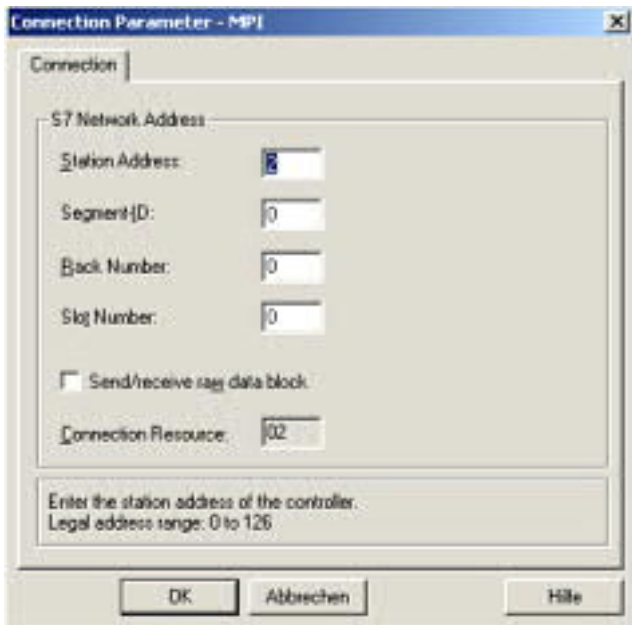 Connection Parameter - MPI
Connection
S7 Network Address
Station Address: 2
Segment-ID: 0
Rack Number: 0
Slot Number: 0
Send/receive raw data block
Connection Resource: 02
Enter the station address of the controller.
Legal address range: 0 to 126
OK Abbrechen Hilfe